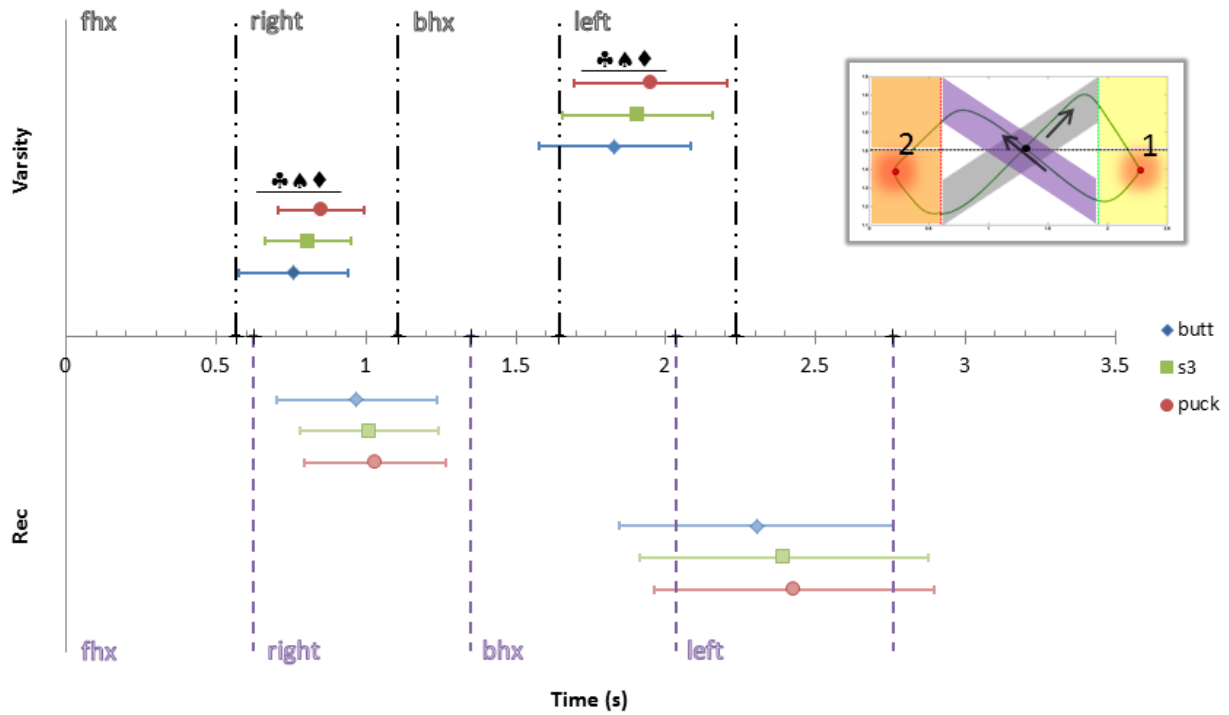 fhx right bhx left
♣♠♦
♣♠♦
Varsity
2 1
0 0.5 1 1.5 2 2.5 3 3.5
butt
s3
puck
Rec
fhx right bhx left
Time (s)